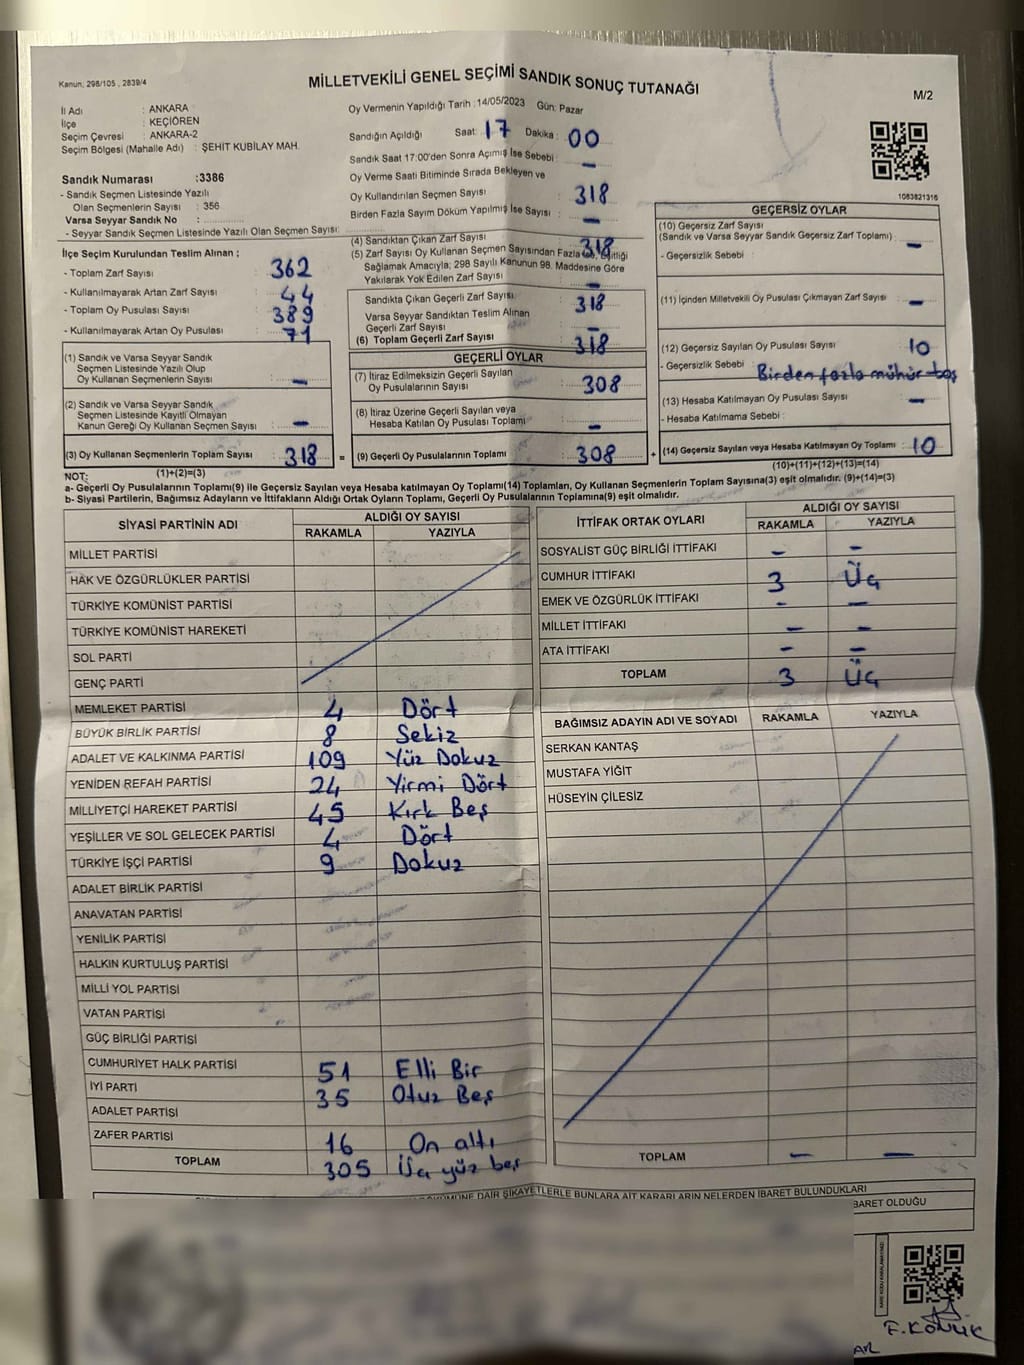 Kanun: 298/105 , 2839/4
MİLLETVEKİLİ GENEL SEÇİMİ SANDIK SONUÇ TUTANAĞI
M/2
İl Adı : ANKARA
İlçe : KEÇİÖREN
Seçim Çevresi : ANKARA-2
Seçim Bölgesi (Mahalle Adı) : ŞEHİT KUBİLAY MAH.
Oy Vermenin Yapıldığı Tarih :14/05/2023 Gün: Pazar
Sandığın Açıldığı Saat: 17 Dakika: 00
Sandık Saat 17:00'den Sonra Açımış İse Sebebi : –
Oy Verme Saati Bitiminde Sırada Bekleyen ve
Oy Kullandırılan Seçmen Sayısı : 318
Birden Fazla Sayım Döküm Yapılmış İse Sayısı : –
Sandık Numarası :3386
- Sandık Seçmen Listesinde Yazılı
Olan Seçmenlerin Sayısı : 356
Varsa Seyyar Sandık No :
- Seyyar Sandık Seçmen Listesinde Yazılı Olan Seçmen Sayısı:
1083821316
İlçe Seçim Kurulundan Teslim Alınan ;
- Toplam Zarf Sayısı : 362
- Kullanılmayarak Artan Zarf Sayısı : 44
- Toplam Oy Pusulası Sayısı : 389
- Kullanılmayarak Artan Oy Pusulası : 71
(1) Sandık ve Varsa Seyyar Sandık
Seçmen Listesinde Yazılı Olup
Oy Kullanan Seçmenlerin Sayısı : –
(2) Sandık ve Varsa Seyyar Sandık
Seçmen Listesinde Kayıtlı Olmayan
Kanun Gereği Oy Kullanan Seçmen Sayısı : –
(3) Oy Kullanan Seçmenlerin Toplam Sayısı : 318
(1)+(2)=(3)
(4) Sandıktan Çıkan Zarf Sayısı : 318
(5) Zarf Sayısı Oy Kullanan Seçmen Sayısından Fazla ise, Eşitliği
Sağlamak Amacıyla, 298 Sayılı Kanunun 98. Maddesine Göre
Yakılarak Yok Edilen Zarf Sayısı : –
Sandıkta Çıkan Geçerli Zarf Sayısı : 318
Varsa Seyyar Sandıktan Teslim Alınan
Geçerli Zarf Sayısı : –
(6) Toplam Geçerli Zarf Sayısı : 318
GEÇERLİ OYLAR
(7) İtiraz Edilmeksizin Geçerli Sayılan
Oy Pusulalarının Sayısı : 308
(8) İtiraz Üzerine Geçerli Sayılan veya
Hesaba Katılan Oy Pusulası Toplamı : –
= (9) Geçerli Oy Pusulalarının Toplamı : 308
GEÇERSİZ OYLAR
(10) Geçersiz Zarf Sayısı
(Sandık ve Varsa Seyyar Sandık Geçersiz Zarf Toplamı) : –
- Geçersizlik Sebebi :
(11) İçinden Milletvekili Oy Pusulası Çıkmayan Zarf Sayısı : –
(12) Geçersiz Sayılan Oy Pusulası Sayısı : 10
- Geçersizlik Sebebi : Birden fazla mühür baş
(13) Hesaba Katılmayan Oy Pusulası Sayısı : –
- Hesaba Katılmama Sebebi :
+ (14) Geçersiz Sayılan veya Hesaba Katılmayan Oy Toplamı : 10
(10)+(11)+(12)+(13)=(14)
NOT:
a- Geçerli Oy Pusulalarının Toplamı(9) ile Geçersiz Sayılan veya Hesaba katılmayan Oy Toplamı(14) Toplamları, Oy Kullanan Seçmenlerin Toplam Sayısına(3) eşit olmalıdır. (9)+(14)=(3)
b- Siyasi Partilerin, Bağımsız Adayların ve İttifakların Aldığı Ortak Oyların Toplamı, Geçerli Oy Pusulalarının Toplamına(9) eşit olmalıdır.
SİYASİ PARTİNİN ADI ALDIĞI OY SAYISI
RAKAMLA YAZIYLA
MİLLET PARTİSİ
HAK VE ÖZGÜRLÜKLER PARTİSİ
TÜRKİYE KOMÜNİST PARTİSİ
TÜRKİYE KOMÜNİST HAREKETİ
SOL PARTİ
GENÇ PARTİ
MEMLEKET PARTİSİ 4 Dört
BÜYÜK BİRLİK PARTİSİ 8 Sekiz
ADALET VE KALKINMA PARTİSİ 109 Yüz Dokuz
YENİDEN REFAH PARTİSİ 24 Yirmi Dört
MİLLİYETÇİ HAREKET PARTİSİ 45 Kırk Beş
YEŞİLLER VE SOL GELECEK PARTİSİ 4 Dört
TÜRKİYE İŞÇİ PARTİSİ 9 Dokuz
ADALET BİRLİK PARTİSİ
ANAVATAN PARTİSİ
YENİLİK PARTİSİ
HALKIN KURTULUŞ PARTİSİ
MİLLİ YOL PARTİSİ
VATAN PARTİSİ
GÜÇ BİRLİĞİ PARTİSİ
CUMHURİYET HALK PARTİSİ 51 Elli Bir
İYİ PARTİ 35 Otuz Beş
ADALET PARTİSİ
ZAFER PARTİSİ 16 On altı
TOPLAM 305 Üç yüz beş
İTTİFAK ORTAK OYLARI ALDIĞI OY SAYISI
RAKAMLA YAZIYLA
SOSYALİST GÜÇ BİRLİĞİ İTTİFAKI – –
CUMHUR İTTİFAKI 3 Üç
EMEK VE ÖZGÜRLÜK İTTİFAKI – –
MİLLET İTTİFAKI – –
ATA İTTİFAKI – –
TOPLAM 3 Üç
BAĞIMSIZ ADAYIN ADI VE SOYADI RAKAMLA YAZIYLA
SERKAN KANTAŞ
MUSTAFA YİĞİT
HÜSEYİN ÇİLESİZ
TOPLAM – –
DÖKÜMÜNE DAİR ŞİKAYETLERLE BUNLARA AİT KARARLARIN NELERDEN İBARET BULUNDUKLARI
İBARET OLDUĞU
F. KONUK